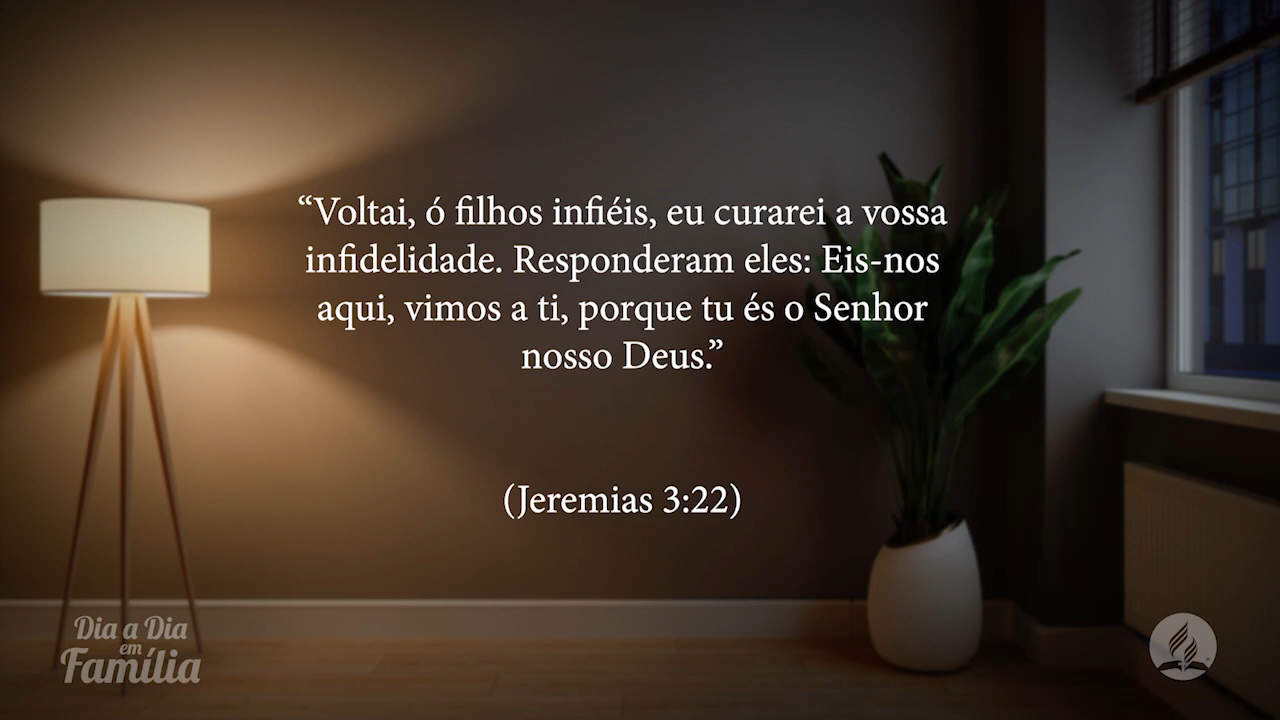 “Voltai, ó filhos infiéis, eu curarei a vossa
infidelidade. Responderam eles: Eis-nos
aqui, vimos a ti, porque tu és o Senhor
nosso Deus.”
(Jeremias 3:22)
Dia a Dia
em
Família